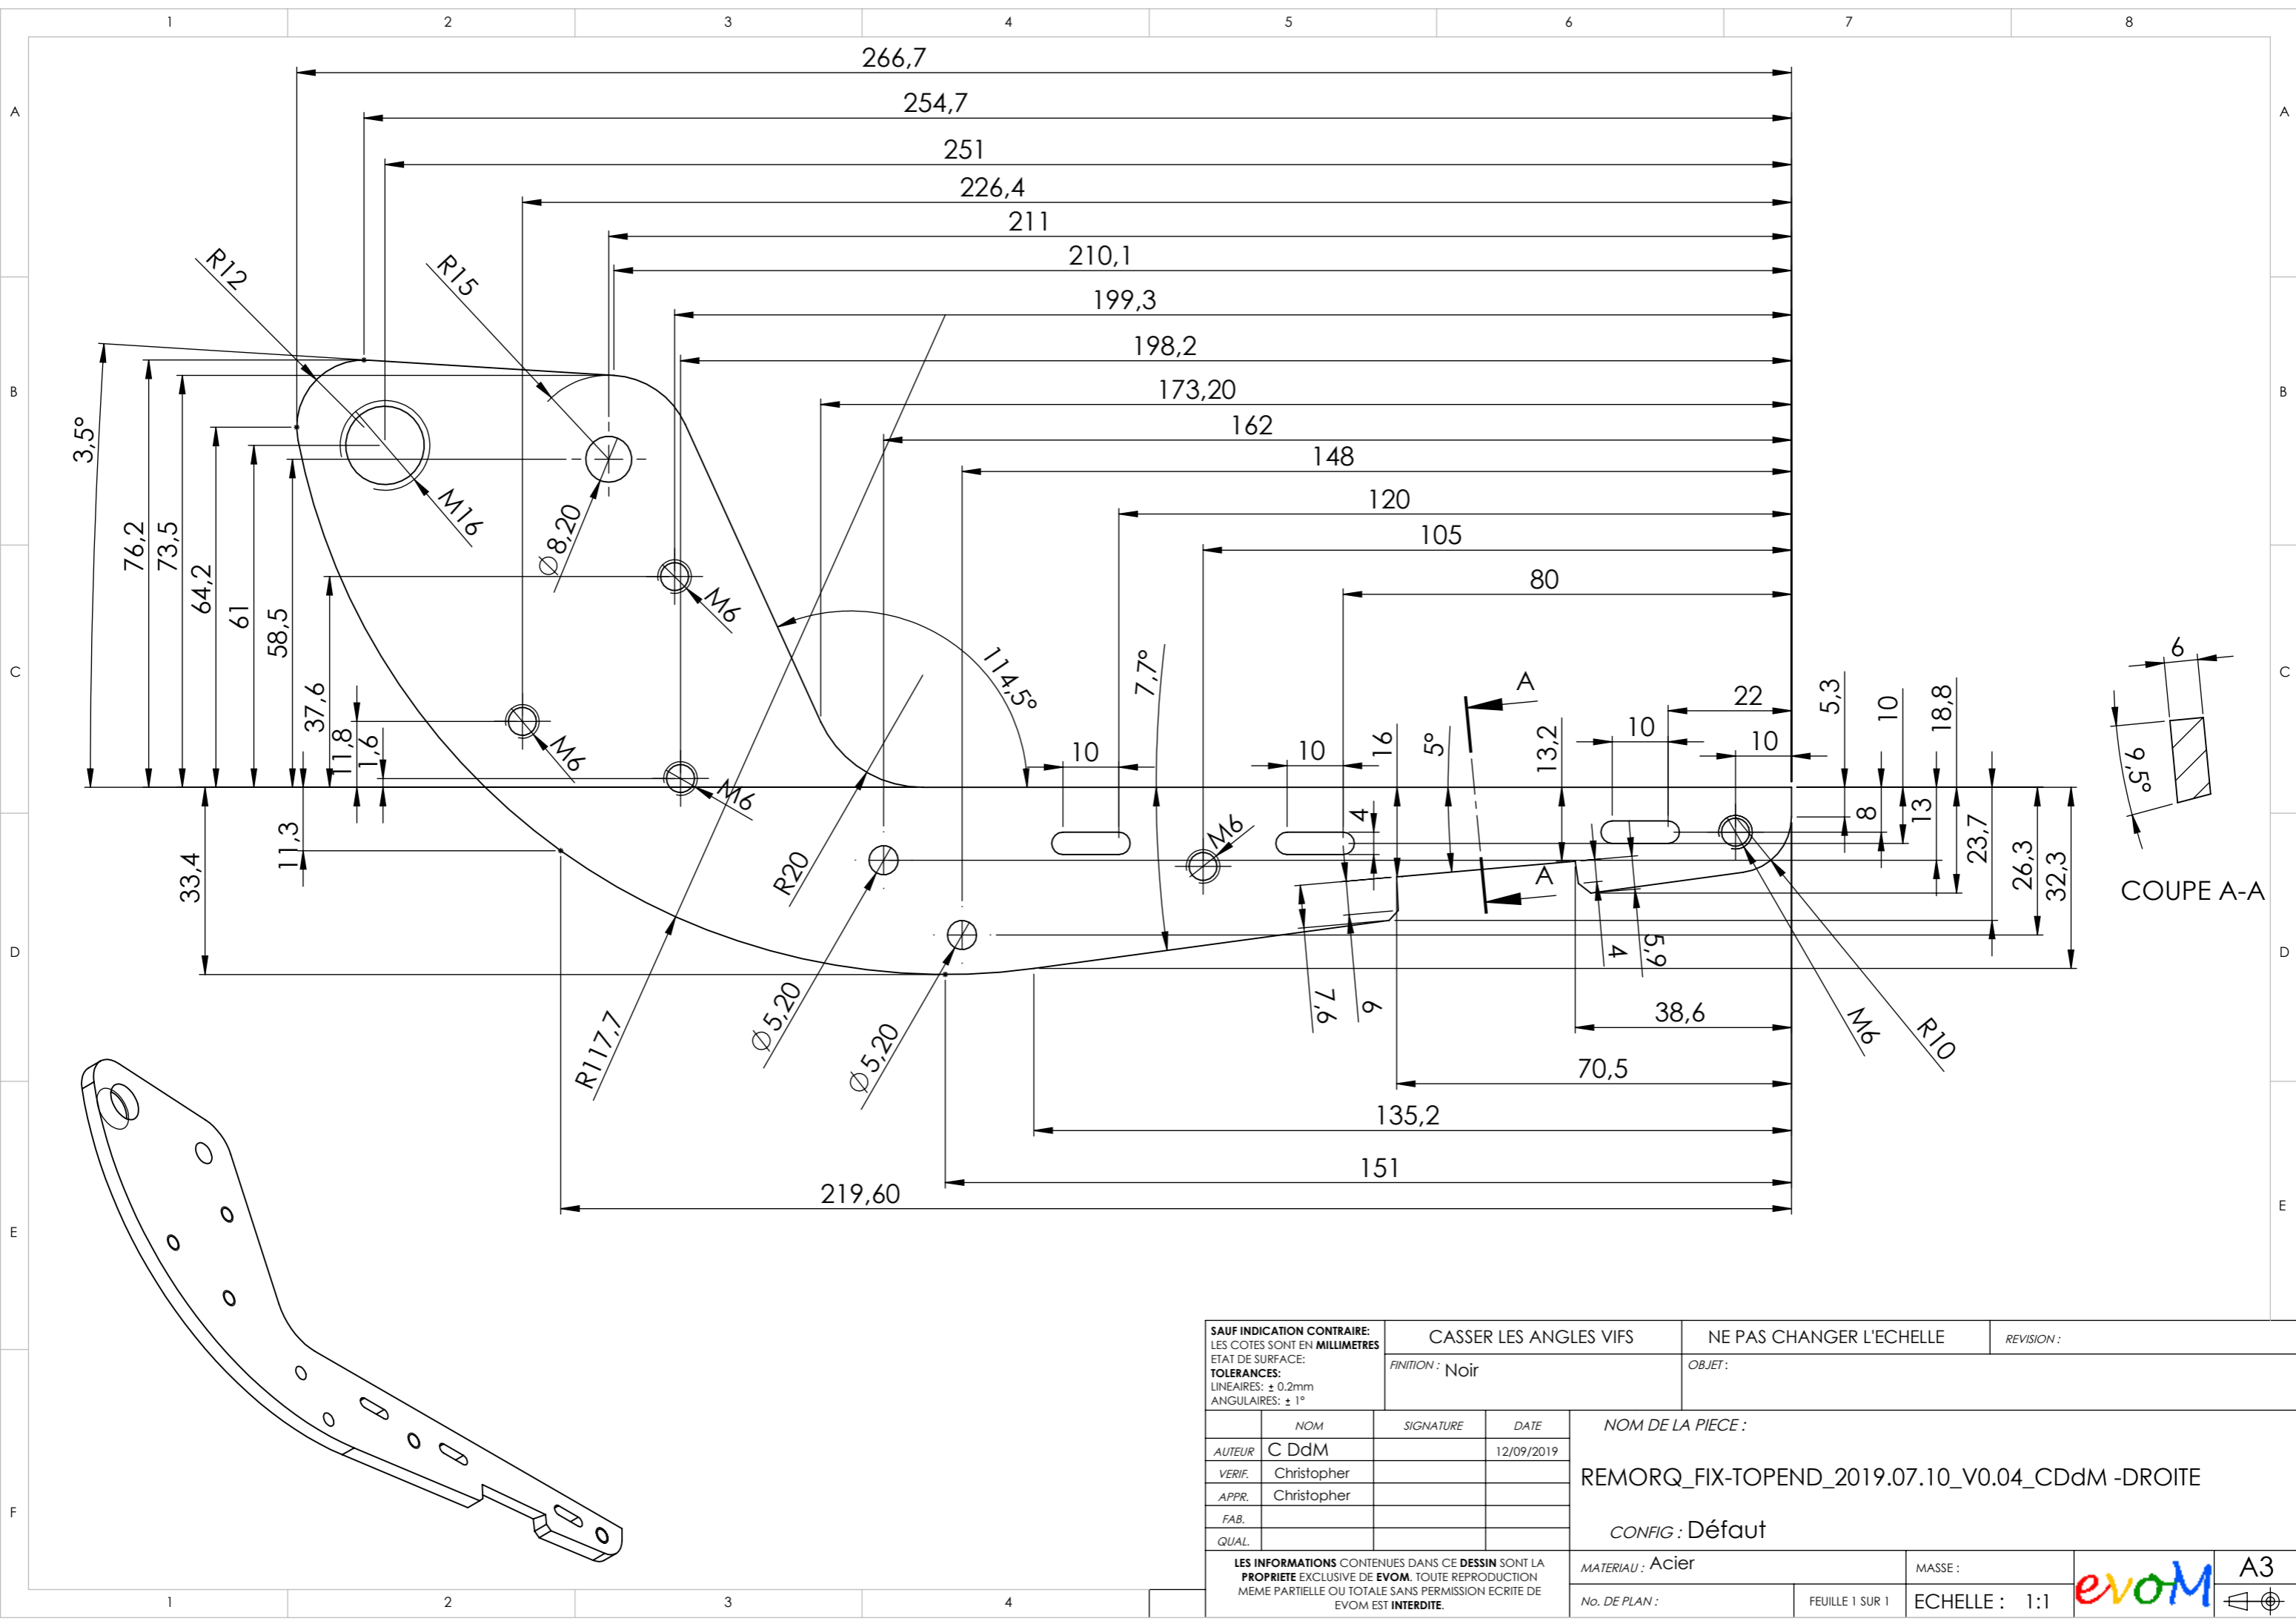 1 2 3 4 5 6 7 8
A A
266,7
254,7
251
226,4
211
210,1
199,3
198,2
173,20
162
148
120
105
80
R12
R15
B B
3,5°
76,2
73,5
64,2
61
58,5
37,6
11,8
1,6
M16
Ø 8,20
M6
M6
M6
114,5°
7,7°
C C
10
10
16
5°
A
13,2
10
22
10
5,3
10
18,8
6
9,5°
COUPE A-A
11,3
33,4
R20
4
M6
A
8
13
23,7
26,3
32,3
D D
R117,7
Ø 5,20
Ø 5,20
7,6
6
4
5,9
M6
R10
38,6
70,5
135,2
151
219,60
E E
F F
SAUF INDICATION CONTRAIRE:
LES COTES SONT EN MILLIMETRES
ETAT DE SURFACE:
TOLERANCES:
LINEAIRES: ± 0.2mm
ANGULAIRES: ± 1°
CASSER LES ANGLES VIFS
NE PAS CHANGER L'ECHELLE
REVISION :
FINITION : Noir
OBJET :
NOM SIGNATURE DATE
AUTEUR C DdM 12/09/2019
VERIF. Christopher
APPR. Christopher
FAB.
QUAL.
NOM DE LA PIECE :
REMORQ_FIX-TOPEND_2019.07.10_V0.04_CDdM -DROITE
CONFIG : Défaut
LES INFORMATIONS CONTENUES DANS CE DESSIN SONT LA
PROPRIETE EXCLUSIVE DE EVOM. TOUTE REPRODUCTION
MEME PARTIELLE OU TOTALE SANS PERMISSION ECRITE DE
EVOM EST INTERDITE.
MATERIAU : Acier
MASSE :
evoM
A3
No. DE PLAN :
FEUILLE 1 SUR 1
ECHELLE : 1:1
1 2 3 4